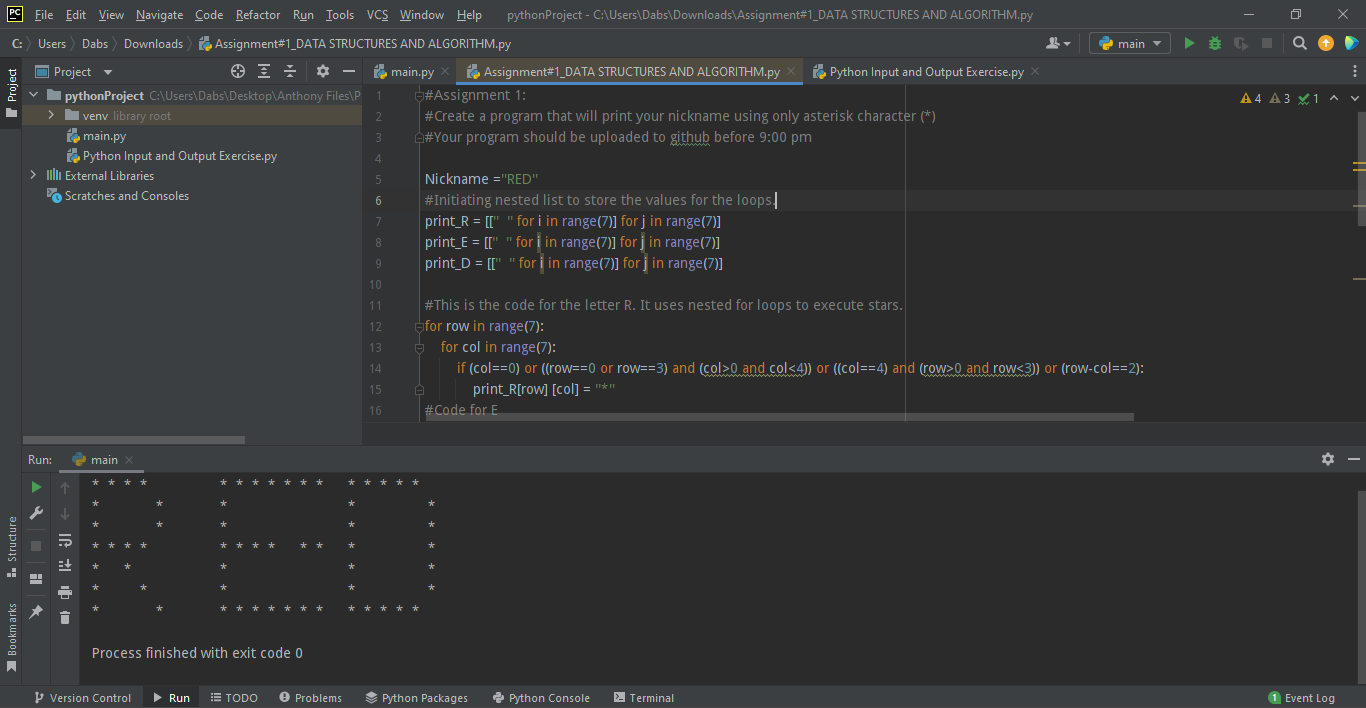 PC File Edit View Navigate Code Refactor Run Tools VCS Window Help pythonProject - C:\Users\Dabs\Downloads\Assignment#1_DATA STRUCTURES AND ALGORITHM.py
C: Users Dabs Downloads Assignment#1_DATA STRUCTURES AND ALGORITHM.py main
Project
Project
main.py Assignment#1_DATA STRUCTURES AND ALGORITHM.py Python Input and Output Exercise.py
pythonProject C:\Users\Dabs\Desktop\Anthony Files\P
venv library root
main.py
Python Input and Output Exercise.py
External Libraries
Scratches and Consoles
4 3 1
1 #Assignment 1:
2 #Create a program that will print your nickname using only asterisk character (*)
3 #Your program should be uploaded to github before 9:00 pm
4
5 Nickname ="RED"
6 #Initiating nested list to store the values for the loops.
7 print_R = [["  " for i in range(7)] for j in range(7)]
8 print_E = [["  " for i in range(7)] for j in range(7)]
9 print_D = [["  " for i in range(7)] for j in range(7)]
10
11 #This is the code for the letter R. It uses nested for loops to execute stars.
12 for row in range(7):
13     for col in range(7):
14         if (col==0) or ((row==0 or row==3) and (col>0 and col<4)) or ((col==4) and (row>0 and row<3)) or (row-col==2):
15             print_R[row] [col] = "*"
16 #Code for E
Run: main
* * * *         * * * * * * *   * * * * *
*       *       *               *         *
*       *       *               *         *
* * * *         * * * *   * *   *         *
*   *           *               *         *
*     *         *               *         *
*       *       * * * * * * *   * * * * *
Process finished with exit code 0
Structure
Bookmarks
Version Control Run TODO Problems Python Packages Python Console Terminal 1 Event Log